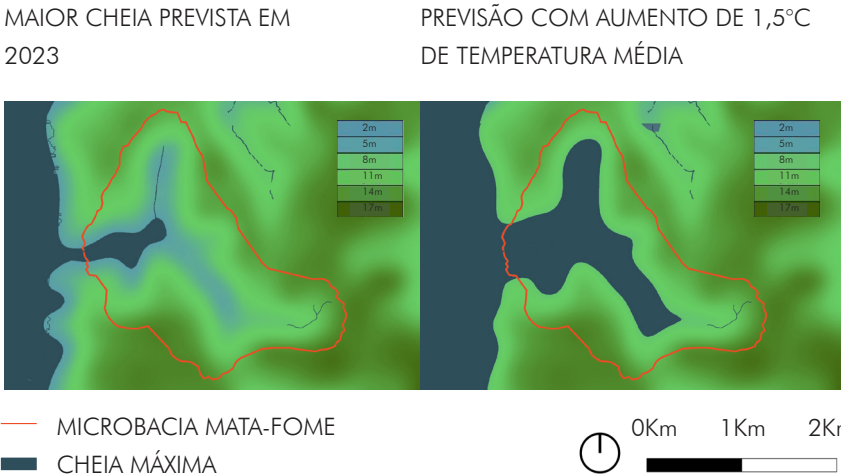 MAIOR CHEIA PREVISTA EM
2023
PREVISÃO COM AUMENTO DE 1,5°C
DE TEMPERATURA MÉDIA
2m
5m
8m
11m
14m
17m
2m
5m
8m
11m
14m
17m
MICROBACIA MATA-FOME
CHEIA MÁXIMA
0Km 1Km 2Km